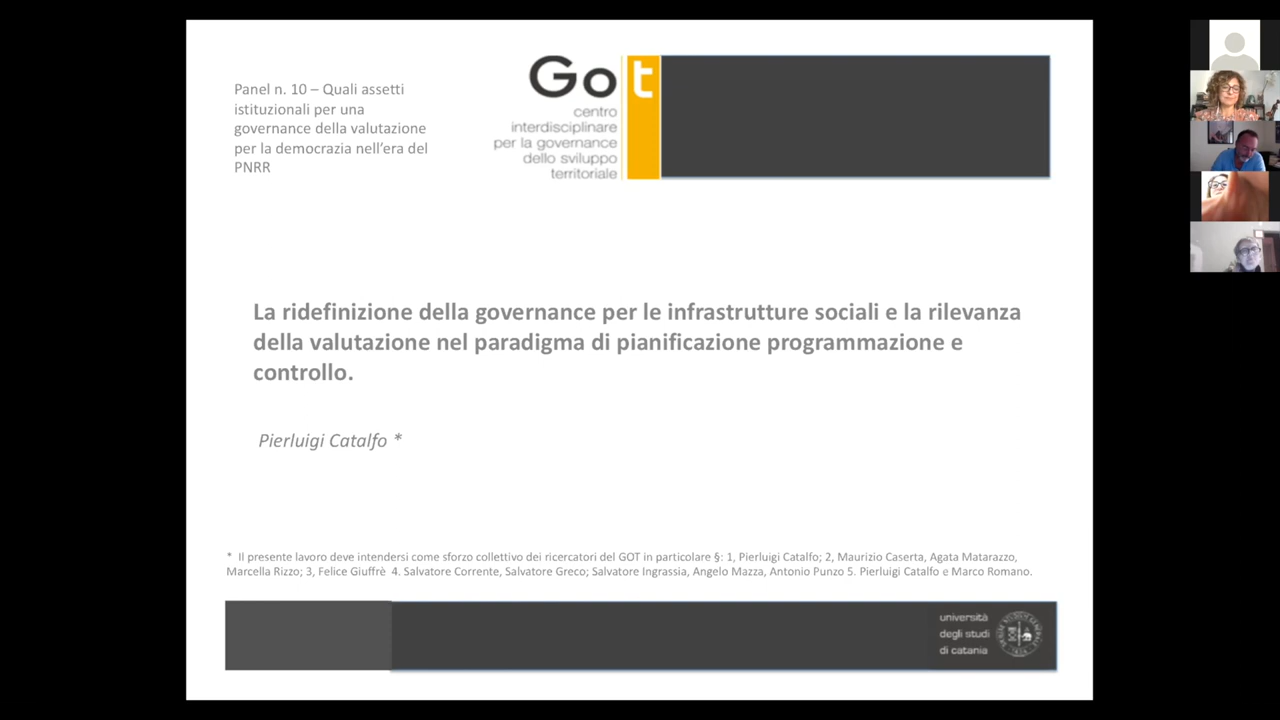 Panel n. 10 – Quali assetti
istituzionali per una
governance della valutazione
per la democrazia nell'era del
PNRR
Got
centro
interdisciplinare
per la governance
dello sviluppo
territoriale
La ridefinizione della governance per le infrastrutture sociali e la rilevanza
della valutazione nel paradigma di pianificazione programmazione e
controllo.
Pierluigi Catalfo *
* Il presente lavoro deve intendersi come sforzo collettivo dei ricercatori del GOT in particolare §: 1, Pierluigi Catalfo; 2, Maurizio Caserta, Agata Matarazzo,
Marcella Rizzo; 3, Felice Giuffrè 4. Salvatore Corrente, Salvatore Greco; Salvatore Ingrassia, Angelo Mazza, Antonio Punzo 5. Pierluigi Catalfo e Marco Romano.
università
degli studi
di catania